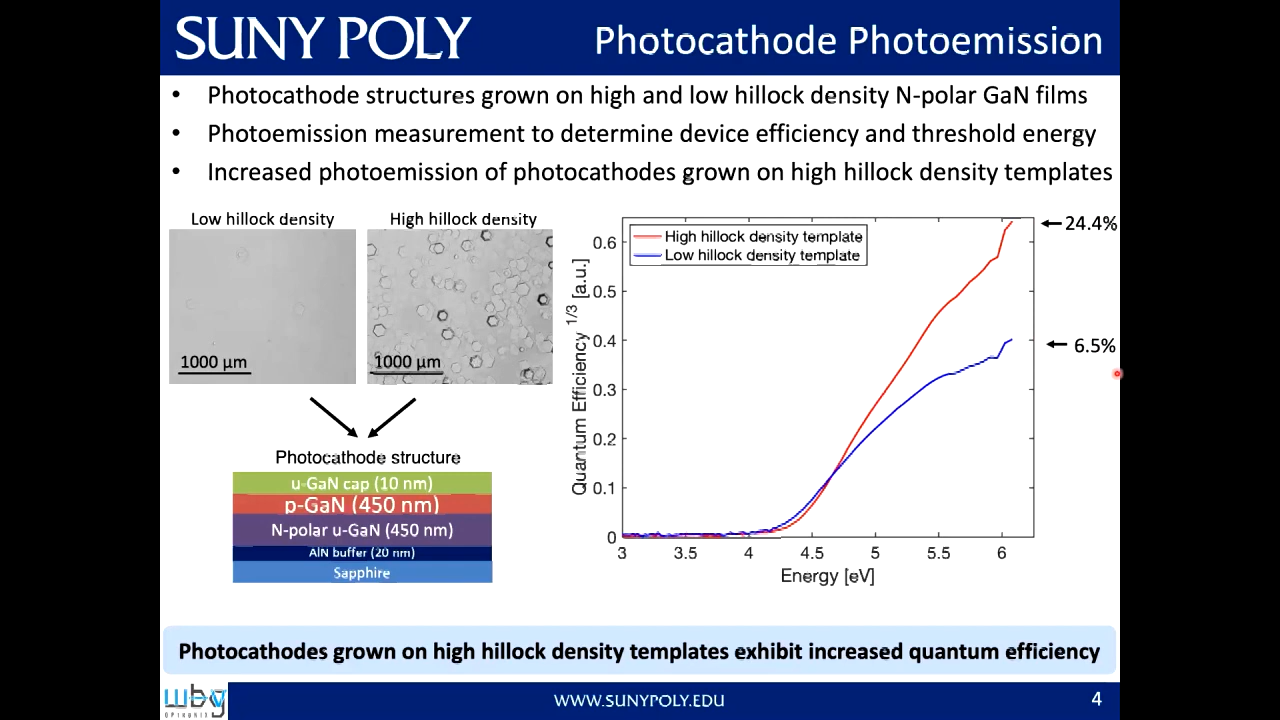 SUNY POLY
Photocathode Photoemission
• Photocathode structures grown on high and low hillock density N-polar GaN films
• Photoemission measurement to determine device efficiency and threshold energy
• Increased photoemission of photocathodes grown on high hillock density templates
Low hillock density
High hillock density
1000 µm
1000 µm
Photocathode structure
u-GaN cap (10 nm)
p-GaN (450 nm)
N-polar u-GaN (450 nm)
AlN buffer (20 nm)
Sapphire
High hillock density template
Low hillock density template
24.4%
6.5%
Quantum Efficiency 1/3 [a.u.]
0.6
0.5
0.4
0.3
0.2
0.1
0
3 3.5 4 4.5 5 5.5 6
Energy [eV]
Photocathodes grown on high hillock density templates exhibit increased quantum efficiency
wbg
OPTRONIX
WWW.SUNYPOLY.EDU
4